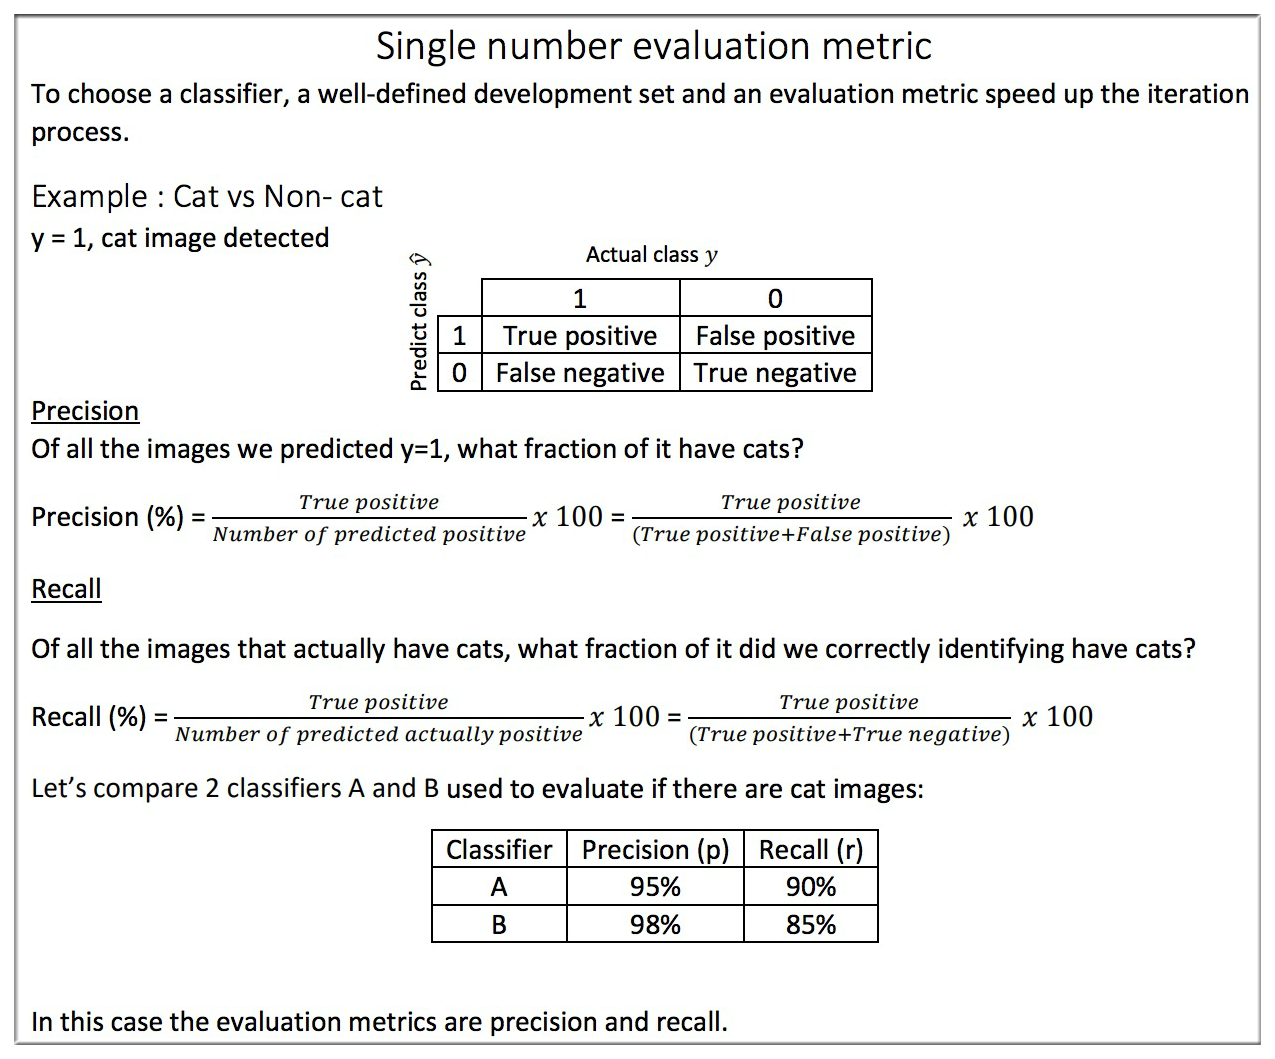 Single number evaluation metric
To choose a classifier, a well-defined development set and an evaluation metric speed up the iteration
process.
Example : Cat vs Non- cat
y = 1, cat image detected
Actual class y
Predict class ŷ
1 0
1 True positive False positive
0 False negative True negative
Precision
Of all the images we predicted y=1, what fraction of it have cats?
Precision (%) = True positive / Number of predicted positive x 100 = True positive / (True positive+False positive) x 100
Recall
Of all the images that actually have cats, what fraction of it did we correctly identifying have cats?
Recall (%) = True positive / Number of predicted actually positive x 100 = True positive / (True positive+True negative) x 100
Let's compare 2 classifiers A and B used to evaluate if there are cat images:
Classifier Precision (p) Recall (r)
A 95% 90%
B 98% 85%
In this case the evaluation metrics are precision and recall.